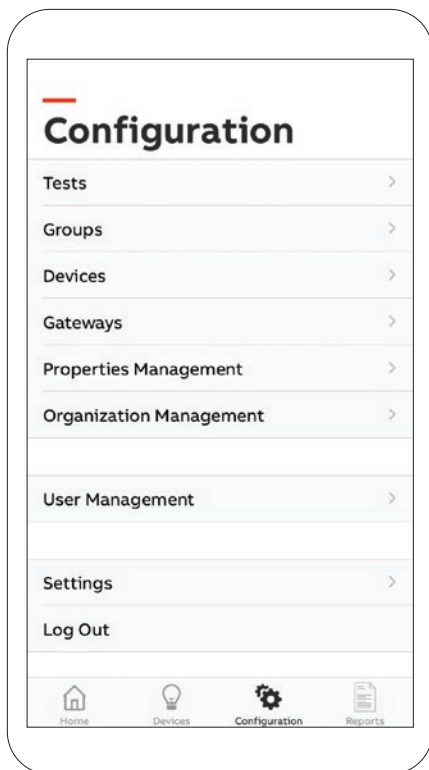 Configuration
Tests
Groups
Devices
Gateways
Properties Management
Organization Management
User Management
Settings
Log Out
Home Devices Configuration Reports